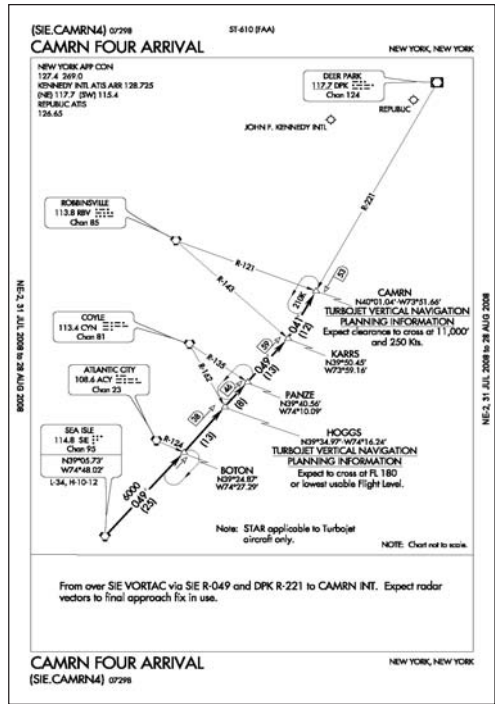 (SIE.CAMRN4) 07298
ST-610 (FAA)
CAMRN FOUR ARRIVAL
NEW YORK, NEW YORK
NEW YORK APP CON
127.4 269.0
KENNEDY INTL ATIS ARR 128.725
(NE) 117.7 (SW) 115.4
REPUBLIC ATIS
126.65
DEER PARK
117.7 DPK
Chan 124
REPUBLIC
JOHN F. KENNEDY INTL
R-221
ROBBINSVILLE
113.8 RBV
Chan 85
R-121
R-143
210K
53
CAMRN
N40°01.04'-W73°51.66'
TURBOJET VERTICAL NAVIGATION
PLANNING INFORMATION
Expect clearance to cross at 11,000'
and 250 Kts.
041°
(12)
59
KARRS
N39°50.45'
W73°59.16'
COYLE
113.4 CYN
Chan 81
R-135
R-162
049
(13)
46
PANZE
N39°40.56'
W74°10.09'
(8)
ATLANTIC CITY
108.6 ACY
Chan 23
38
HOGGS
N39°34.97'-W74°16.24'
TURBOJET VERTICAL NAVIGATION
PLANNING INFORMATION
Expect to cross at FL 180
or lowest usable Flight Level.
R-124
(13)
SEA ISLE
114.8 SIE
Chan 95
N39°05.73'
W74°48.02'
L-34, H-10-12
BOTON
N39°24.87'
W74°27.29'
6000
049°
(25)
Note: STAR applicable to Turbojet
aircraft only.
NOTE: Chart not to scale.
From over SIE VORTAC via SIE R-049 and DPK R-221 to CAMRN INT. Expect radar
vectors to final approach fix in use.
CAMRN FOUR ARRIVAL
NEW YORK, NEW YORK
(SIE.CAMRN4) 07298
NE-2, 31 JUL 2008 to 28 AUG 2008
NE-2, 31 JUL 2008 to 28 AUG 2008